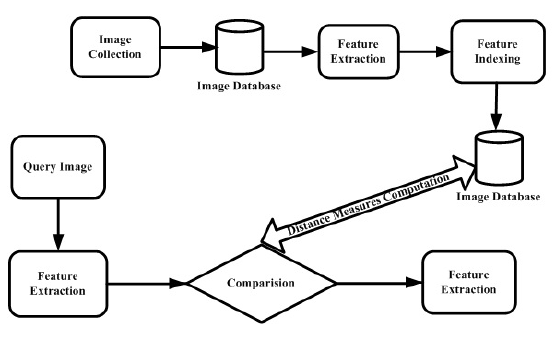 Image
Collection
Image Database
Feature
Extraction
Feature
Indexing
Image Database
Query Image
Distance Measures Computation
Feature
Extraction
Comparision
Feature
Extraction